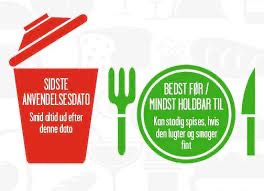 SIDSTE
ANVENDELSESDATO
Smid altid ud efter
denne dato
BEDST FØR /
MINDST HOLDBAR TIL
Kan stadig spises, hvis
den lugter og smager
fint